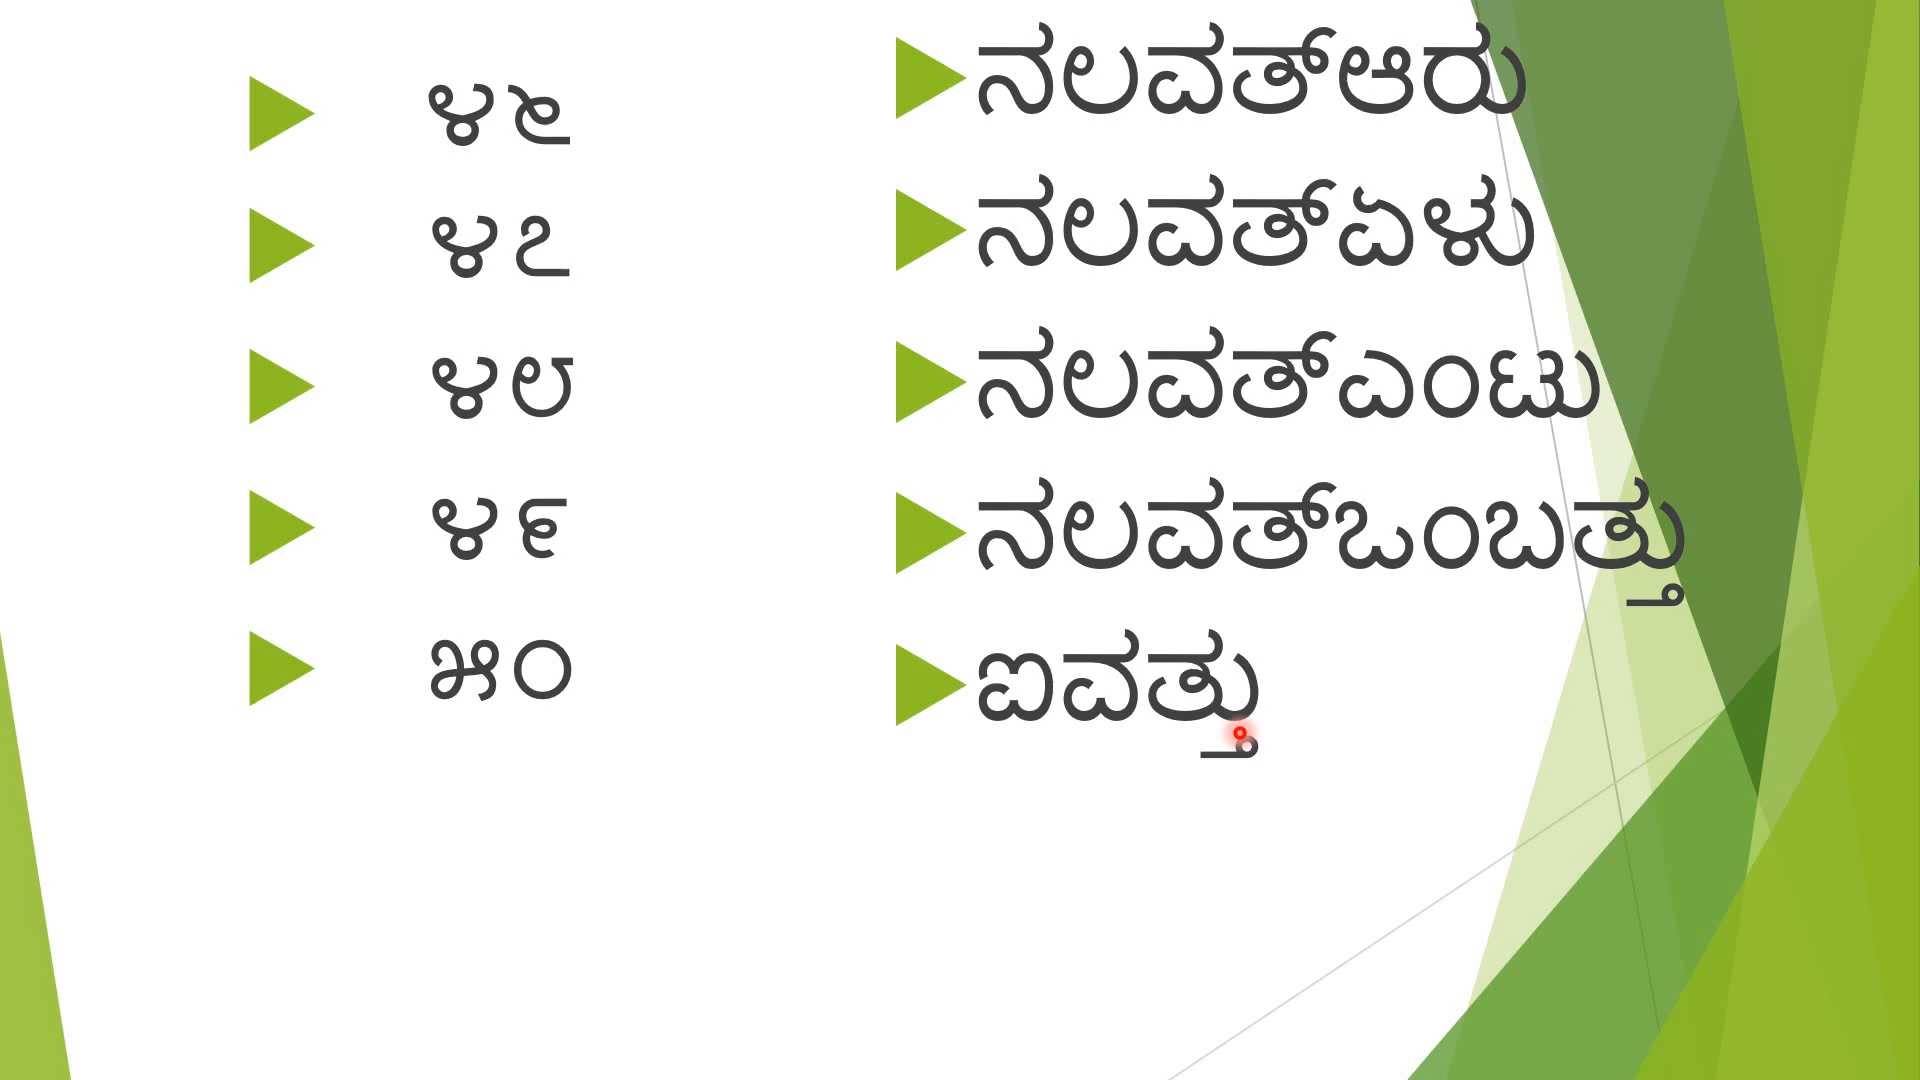 ೪೬ ನಲವತ್‌ಆರು
೪೭ ನಲವತ್‌ಏಳು
೪೮ ನಲವತ್‌ಎಂಟು
೪೯ ನಲವತ್‌ಒಂಬತ್ತು
೫೦ ಐವತ್ತು